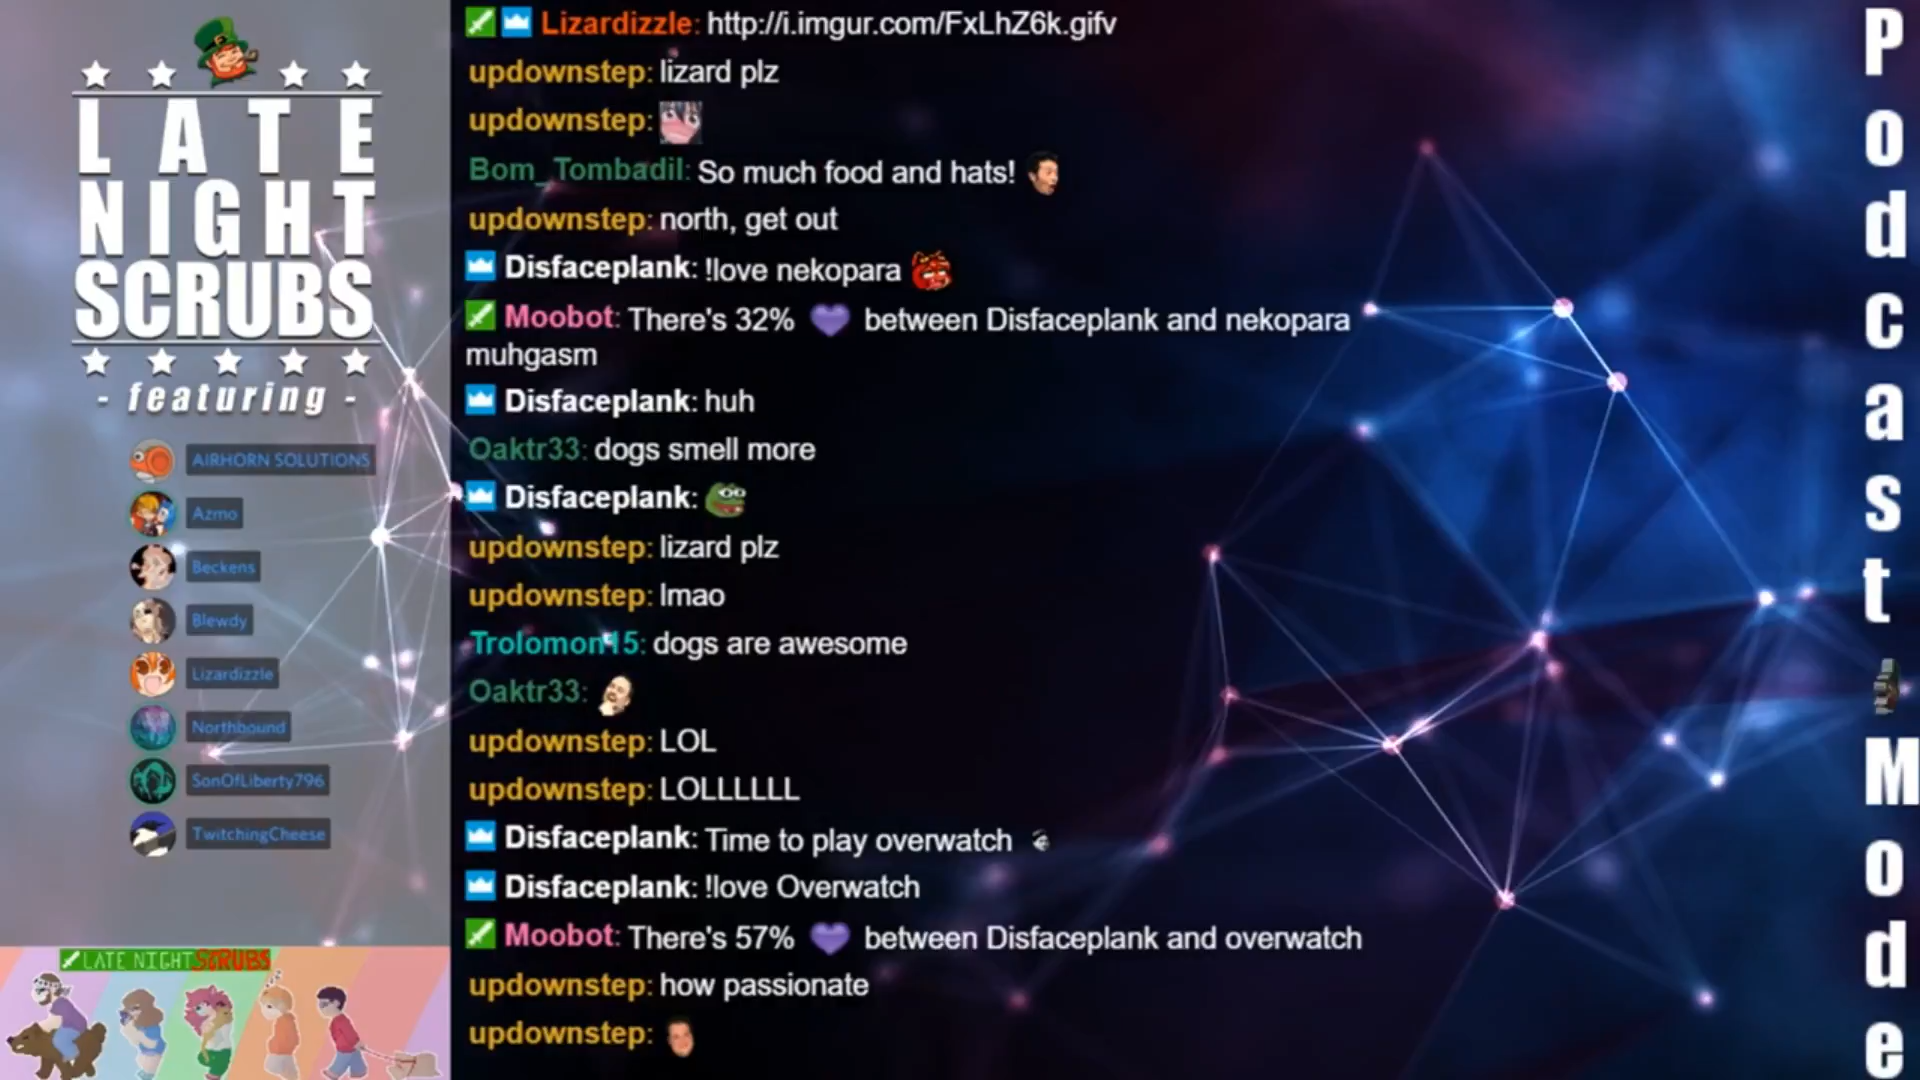 LATE
NIGHT
SCRUBS
- featuring -
AIRHORN SOLUTIONS
Azmo
Beckens
Blewdy
Lizardizzle
Northbound
SonOfLiberty796
TwitchingCheese
LATE NIGHT SCRUBS
Lizardizzle: http://i.imgur.com/FxLhZ6k.gifv
updownstep: lizard plz
updownstep:
Bom_Tombadil: So much food and hats!
updownstep: north, get out
Disfaceplank: !love nekopara
Moobot: There's 32% between Disfaceplank and nekopara
muhgasm
Disfaceplank: huh
Oaktr33: dogs smell more
Disfaceplank:
updownstep: lizard plz
updownstep: lmao
Trolomon15: dogs are awesome
Oaktr33:
updownstep: LOL
updownstep: LOLLLLLL
Disfaceplank: Time to play overwatch
Disfaceplank: !love Overwatch
Moobot: There's 57% between Disfaceplank and overwatch
updownstep: how passionate
updownstep:
Podcast Mode